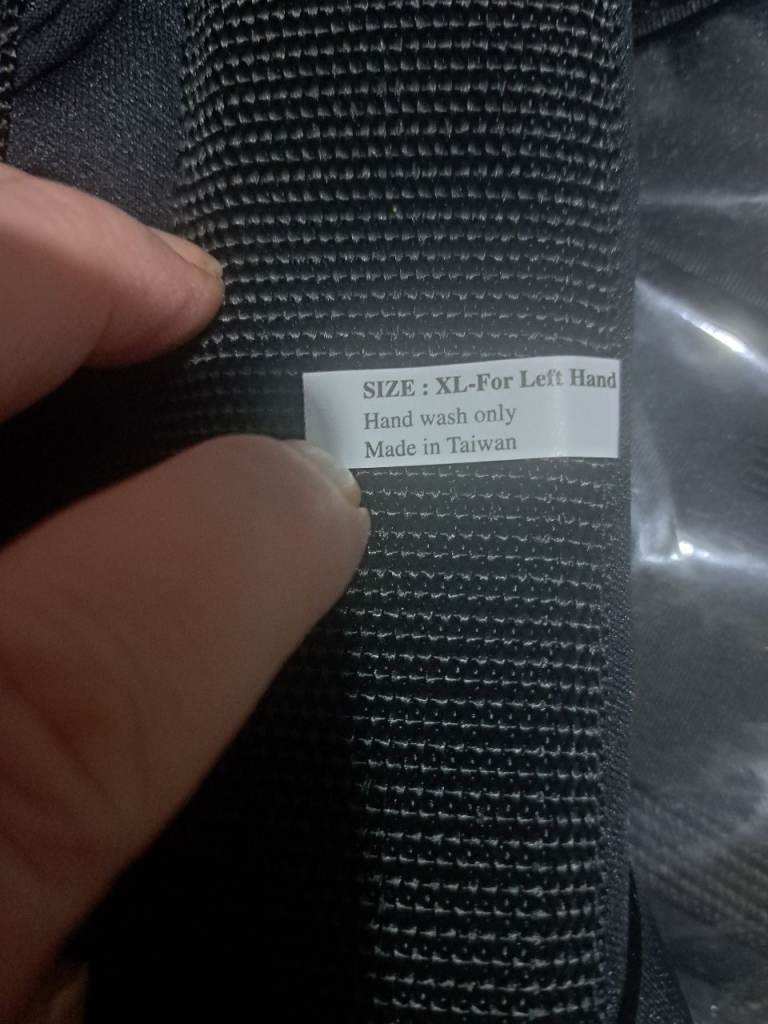 SIZE : XL-For Left Hand
Hand wash only
Made in Taiwan